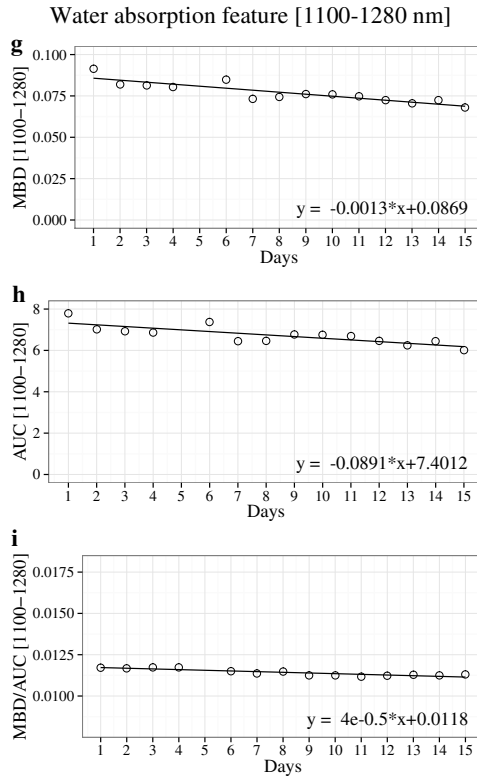 Water absorption feature [1100-1280 nm]
g
MBD [1100−1280]
0.100
0.075
0.050
0.025
0.000
y = -0.0013*x+0.0869
1 2 3 4 6 7 8 9 10 11 12 13 14 15
Days
h
AUC [1100−1280]
8
6
4
2
0
y = -0.0891*x+7.4012
1 2 3 4 6 7 8 9 10 11 12 13 14 15
Days
i
MBD/AUC [1100−1280]
0.0175
0.0150
0.0125
0.0100
y = 4e-0.5*x+0.0118
1 2 3 4 5 6 7 8 9 10 11 12 13 14 15
Days